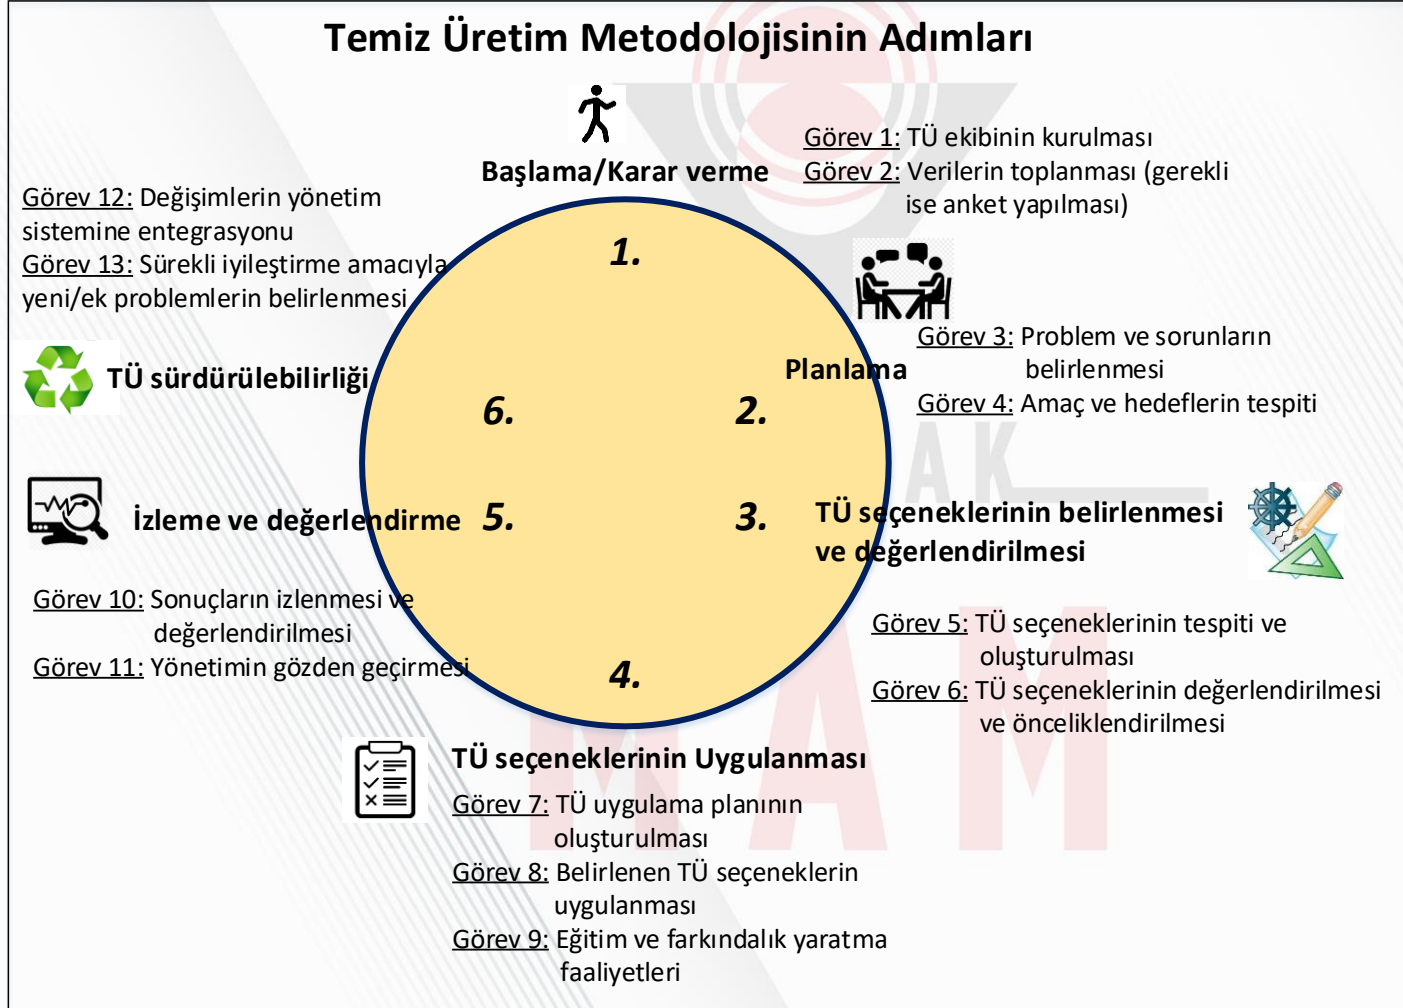 Temiz Üretim Metodolojisinin Adımları
Başlama/Karar verme
Görev 1: TÜ ekibinin kurulması
Görev 2: Verilerin toplanması (gerekli
ise anket yapılması)
1.
Planlama
Görev 3: Problem ve sorunların
belirlenmesi
Görev 4: Amaç ve hedeflerin tespiti
2.
3.
TÜ seçeneklerinin belirlenmesi
ve değerlendirilmesi
Görev 5: TÜ seçeneklerinin tespiti ve
oluşturulması
Görev 6: TÜ seçeneklerinin değerlendirilmesi
ve önceliklendirilmesi
4.
TÜ seçeneklerinin Uygulanması
Görev 7: TÜ uygulama planının
oluşturulması
Görev 8: Belirlenen TÜ seçeneklerin
uygulanması
Görev 9: Eğitim ve farkındalık yaratma
faaliyetleri
İzleme ve değerlendirme
5.
Görev 10: Sonuçların izlenmesi ve
değerlendirilmesi
Görev 11: Yönetimin gözden geçirmesi
Görev 12: Değişimlerin yönetim
sistemine entegrasyonu
Görev 13: Sürekli iyileştirme amacıyla
yeni/ek problemlerin belirlenmesi
TÜ sürdürülebilirliği
6.
AK
MAM